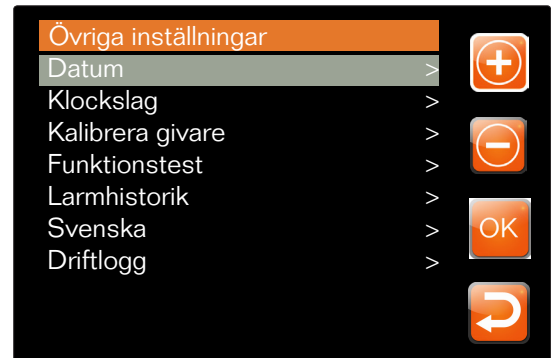 Övriga inställningar
Datum >
Klockslag >
Kalibrera givare >
Funktionstest >
Larmhistorik >
Svenska >
Driftlogg >
OK